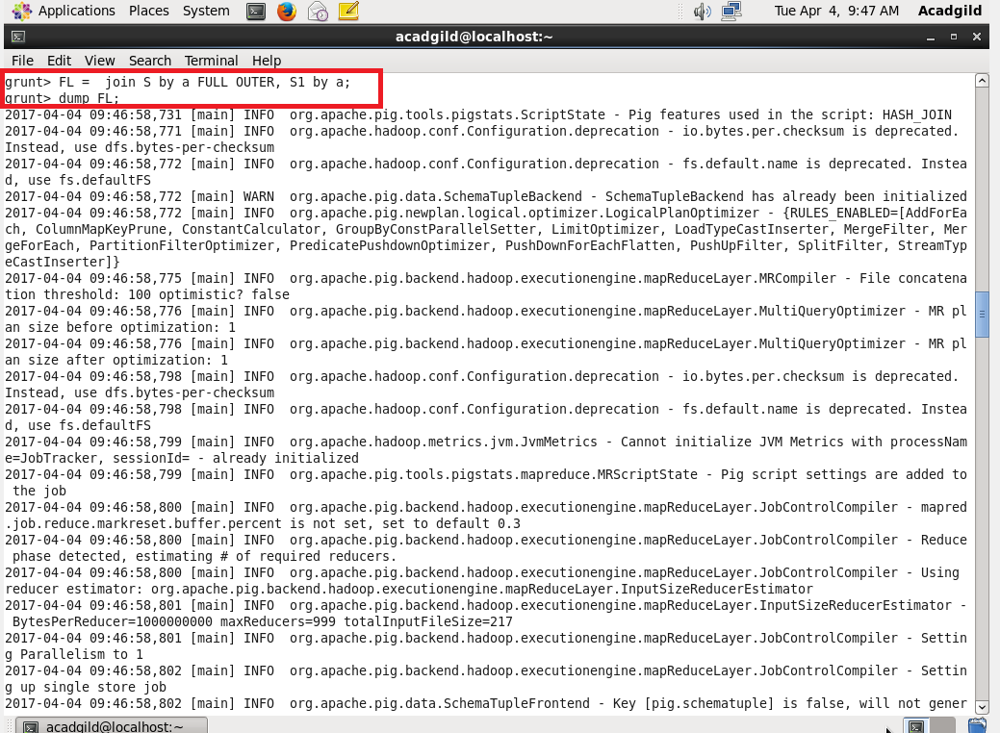 Applications Places System Tue Apr 4, 9:47 AM Acadgild
acadgild@localhost:~
File Edit View Search Terminal Help
grunt> FL =  join S by a FULL OUTER, S1 by a;
grunt> dump FL;
2017-04-04 09:46:58,731 [main] INFO  org.apache.pig.tools.pigstats.ScriptState - Pig features used in the script: HASH_JOIN
2017-04-04 09:46:58,771 [main] INFO  org.apache.hadoop.conf.Configuration.deprecation - io.bytes.per.checksum is deprecated.
Instead, use dfs.bytes-per-checksum
2017-04-04 09:46:58,772 [main] INFO  org.apache.hadoop.conf.Configuration.deprecation - fs.default.name is deprecated. Instea
d, use fs.defaultFS
2017-04-04 09:46:58,772 [main] WARN  org.apache.pig.data.SchemaTupleBackend - SchemaTupleBackend has already been initialized
2017-04-04 09:46:58,772 [main] INFO  org.apache.pig.newplan.logical.optimizer.LogicalPlanOptimizer - {RULES_ENABLED=[AddForEa
ch, ColumnMapKeyPrune, ConstantCalculator, GroupByConstParallelSetter, LimitOptimizer, LoadTypeCastInserter, MergeFilter, Mer
geForEach, PartitionFilterOptimizer, PredicatePushdownOptimizer, PushDownForEachFlatten, PushUpFilter, SplitFilter, StreamTyp
eCastInserter]}
2017-04-04 09:46:58,775 [main] INFO  org.apache.pig.backend.hadoop.executionengine.mapReduceLayer.MRCompiler - File concatena
tion threshold: 100 optimistic? false
2017-04-04 09:46:58,776 [main] INFO  org.apache.pig.backend.hadoop.executionengine.mapReduceLayer.MultiQueryOptimizer - MR pl
an size before optimization: 1
2017-04-04 09:46:58,776 [main] INFO  org.apache.pig.backend.hadoop.executionengine.mapReduceLayer.MultiQueryOptimizer - MR pl
an size after optimization: 1
2017-04-04 09:46:58,798 [main] INFO  org.apache.hadoop.conf.Configuration.deprecation - io.bytes.per.checksum is deprecated.
Instead, use dfs.bytes-per-checksum
2017-04-04 09:46:58,798 [main] INFO  org.apache.hadoop.conf.Configuration.deprecation - fs.default.name is deprecated. Instea
d, use fs.defaultFS
2017-04-04 09:46:58,799 [main] INFO  org.apache.hadoop.metrics.jvm.JvmMetrics - Cannot initialize JVM Metrics with processNam
e=JobTracker, sessionId= - already initialized
2017-04-04 09:46:58,799 [main] INFO  org.apache.pig.tools.pigstats.mapreduce.MRScriptState - Pig script settings are added to
 the job
2017-04-04 09:46:58,800 [main] INFO  org.apache.pig.backend.hadoop.executionengine.mapReduceLayer.JobControlCompiler - mapred
.job.reduce.markreset.buffer.percent is not set, set to default 0.3
2017-04-04 09:46:58,800 [main] INFO  org.apache.pig.backend.hadoop.executionengine.mapReduceLayer.JobControlCompiler - Reduce
 phase detected, estimating # of required reducers.
2017-04-04 09:46:58,800 [main] INFO  org.apache.pig.backend.hadoop.executionengine.mapReduceLayer.JobControlCompiler - Using
reducer estimator: org.apache.pig.backend.hadoop.executionengine.mapReduceLayer.InputSizeReducerEstimator
2017-04-04 09:46:58,801 [main] INFO  org.apache.pig.backend.hadoop.executionengine.mapReduceLayer.InputSizeReducerEstimator -
 BytesPerReducer=1000000000 maxReducers=999 totalInputFileSize=217
2017-04-04 09:46:58,801 [main] INFO  org.apache.pig.backend.hadoop.executionengine.mapReduceLayer.JobControlCompiler - Settin
g Parallelism to 1
2017-04-04 09:46:58,802 [main] INFO  org.apache.pig.backend.hadoop.executionengine.mapReduceLayer.JobControlCompiler - Settin
g up single store job
2017-04-04 09:46:58,802 [main] INFO  org.apache.pig.data.SchemaTupleFrontend - Key [pig.schematuple] is false, will not gener
acadgild@localhost:~